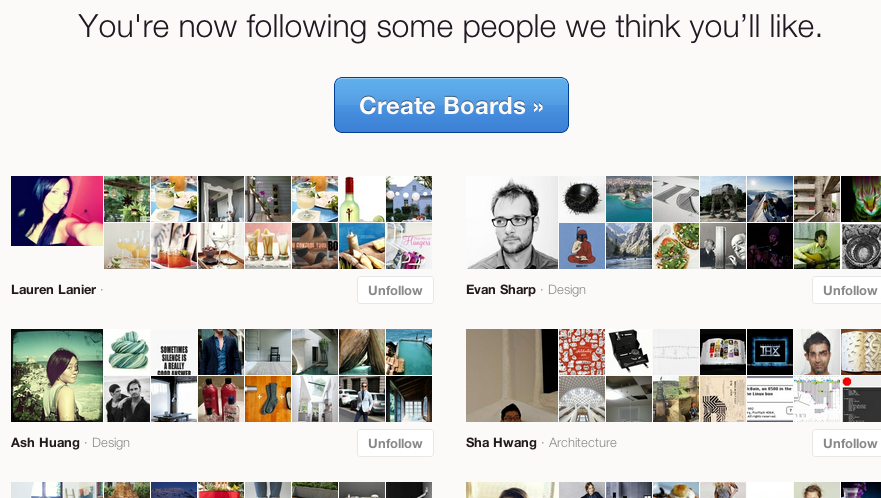 You're now following some people we think you’ll like.
Create Boards »
Lauren Lanier ·
Unfollow
Evan Sharp · Design
Unfollow
SOMETIMES
SILENCE IS
A REALLY
GOOD ANSWER
THX
Ash Huang · Design
Unfollow
Sha Hwang · Architecture
Unfollow